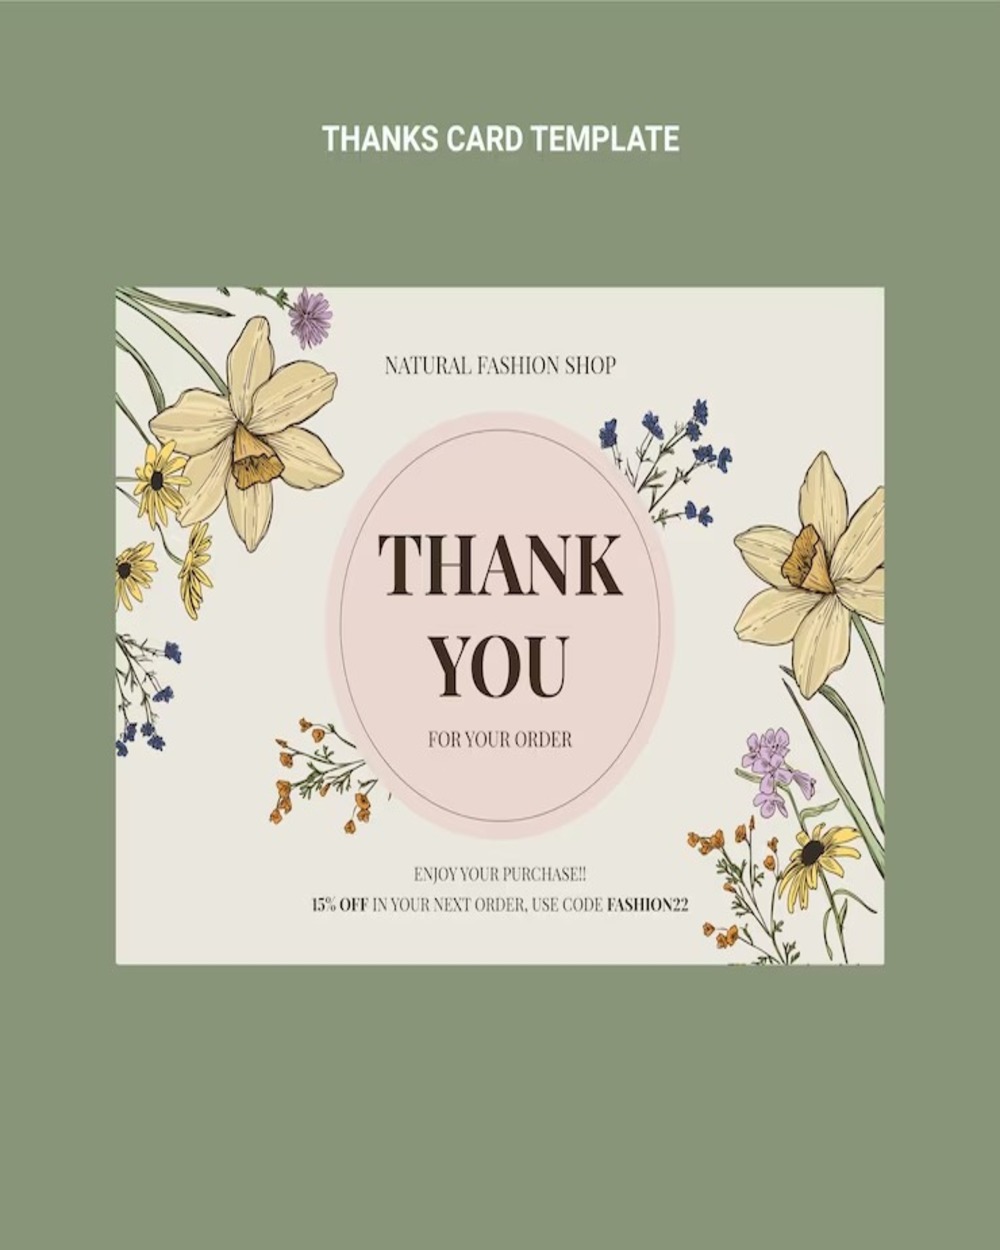 THANKS CARD TEMPLATE
NATURAL FASHION SHOP
THANK
YOU
FOR YOUR ORDER
ENJOY YOUR PURCHASE!!
15% OFF IN YOUR NEXT ORDER, USE CODE FASHION22